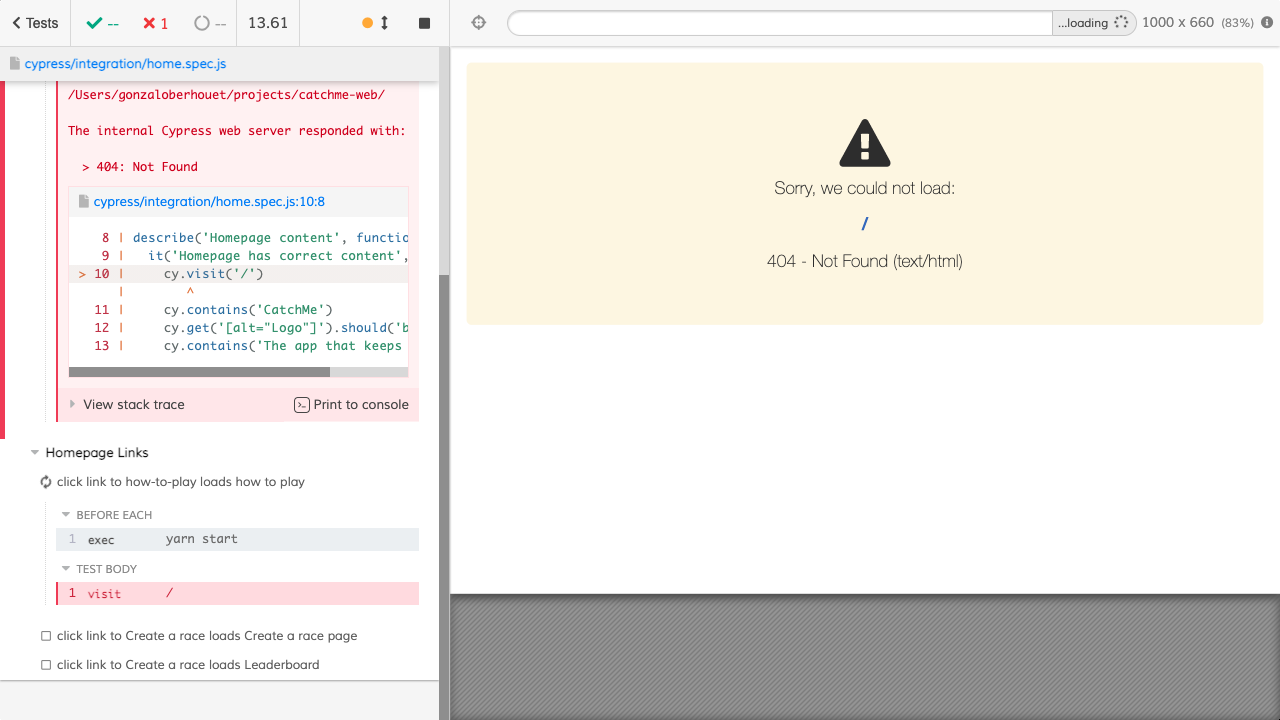 Tests
--
1
--
13.61
...loading
1000 x 660 (83%)
cypress/integration/home.spec.js
/Users/gonzaloberhouet/projects/catchme-web/
The internal Cypress web server responded with:
> 404: Not Found
cypress/integration/home.spec.js:10:8
8 | describe('Homepage content', functio
9 | it('Homepage has correct content',
> 10 | cy.visit('/')
| ^
11 | cy.contains('CatchMe')
12 | cy.get('[alt="Logo"]').should('b
13 | cy.contains('The app that keeps
View stack trace
Print to console
Homepage Links
click link to how-to-play loads how to play
BEFORE EACH
1 exec yarn start
TEST BODY
1 visit /
click link to Create a race loads Create a race page
click link to Create a race loads Leaderboard
Sorry, we could not load:
/
404 - Not Found (text/html)